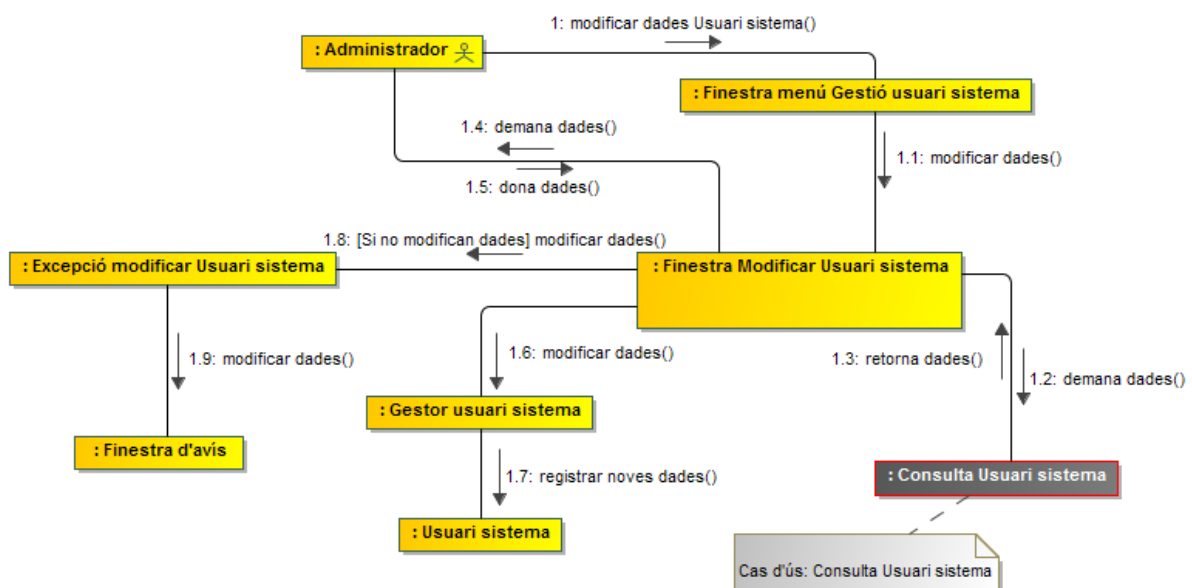 1: modificar dades Usuari sistema()
: Administrador
: Finestra menú Gestió usuari sistema
1.4: demana dades()
1.1: modificar dades()
1.5: dona dades()
1.8: [Si no modifican dades] modificar dades()
: Excepció modificar Usuari sistema
: Finestra Modificar Usuari sistema
1.9: modificar dades()
1.6: modificar dades()
1.3: retorna dades()
1.2: demana dades()
: Gestor usuari sistema
: Finestra d'avís
1.7: registrar noves dades()
: Consulta Usuari sistema
: Usuari sistema
Cas d'ús: Consulta Usuari sistema